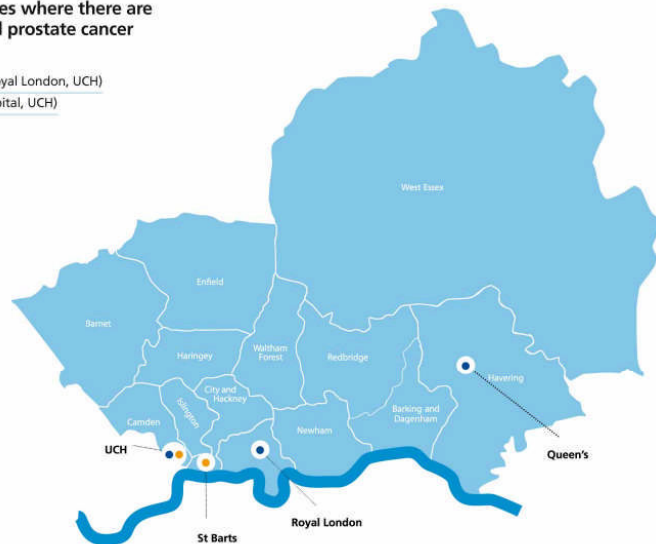 es where there are
l prostate cancer
yal London, UCH)
pital, UCH)
West Essex
Enfield
Barnet
Haringey
Waltham
Forest
Redbridge
Havering
City and
Hackney
Islington
Camden
Newham
Barking and
Dagenham
UCH
Queen's
Royal London
St Barts